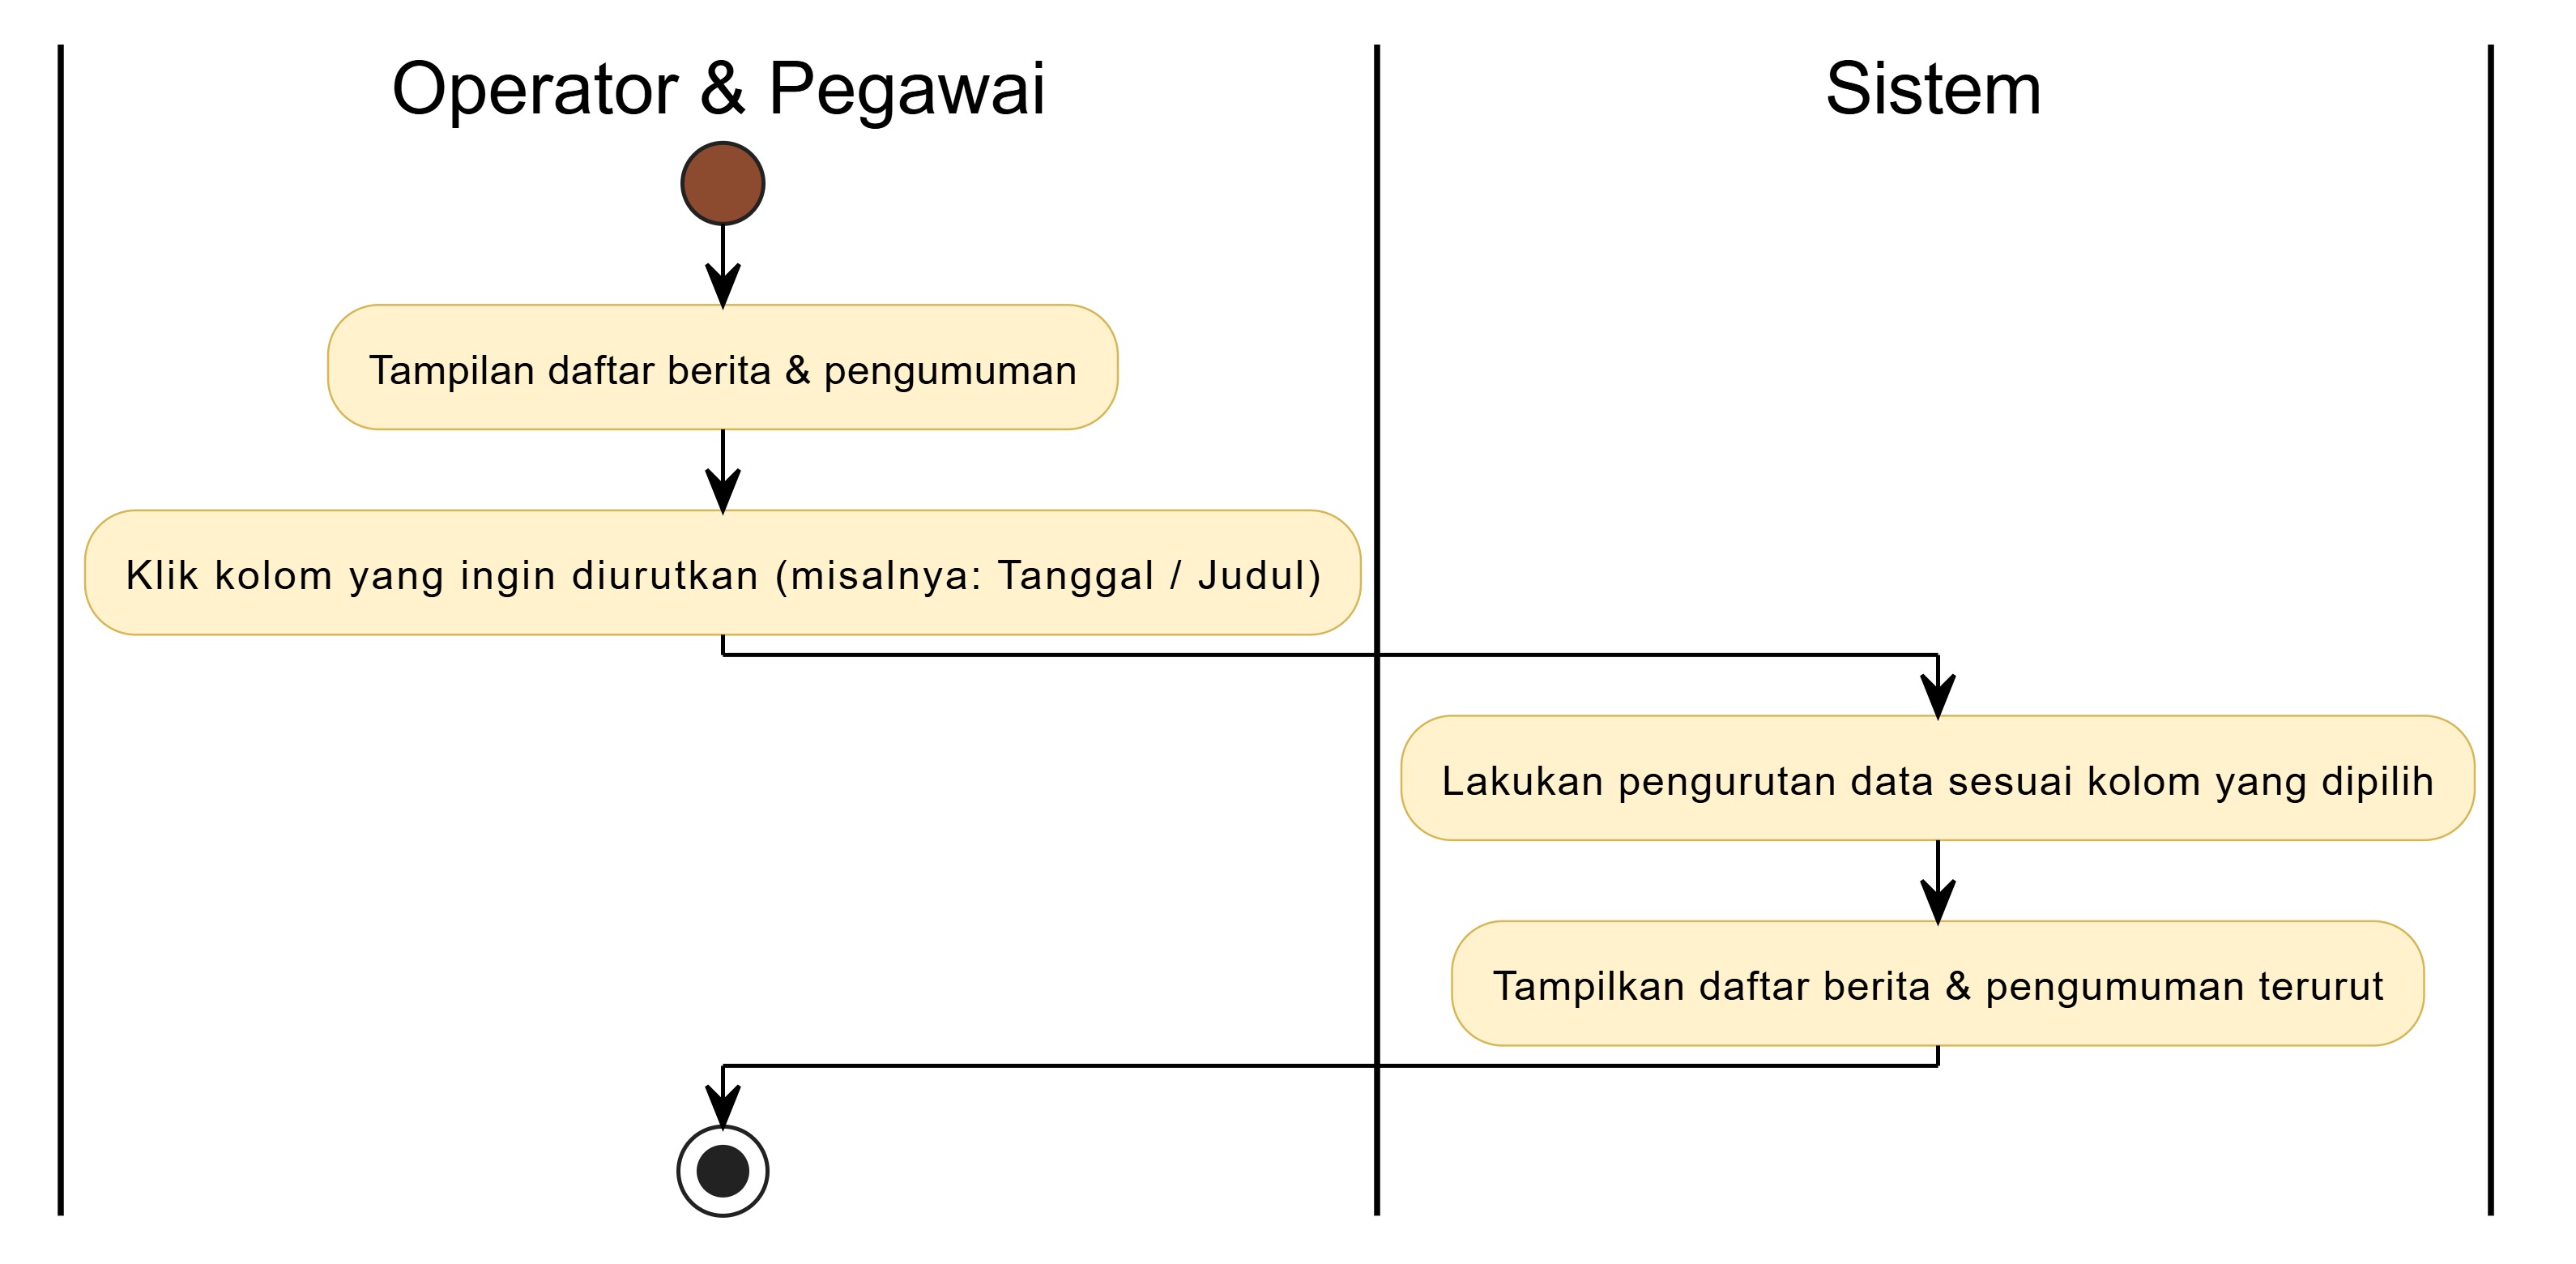 Operator & Pegawai
Sistem
Tampilan daftar berita & pengumuman
Klik kolom yang ingin diurutkan (misalnya: Tanggal / Judul)
Lakukan pengurutan data sesuai kolom yang dipilih
Tampilkan daftar berita & pengumuman terurut